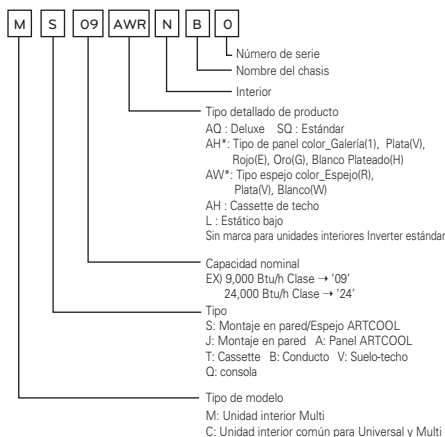 M S 09 AWR N B 0
Número de serie
Nombre del chasis
Interior
Tipo detallado de producto
AQ : Deluxe SQ : Estándar
AH*: Tipo de panel color_Galería(1), Plata(V),
Rojo(E), Oro(G), Blanco Plateado(H)
AW*: Tipo espejo color_Espejo(R),
Plata(V), Blanco(W)
AH : Cassette de techo
L : Estático bajo
Sin marca para unidades interiores Inverter estándar
Capacidad nominal
EX) 9,000 Btu/h Clase → '09'
24,000 Btu/h Clase → '24'
Tipo
S: Montaje en pared/Espejo ARTCOOL
J: Montaje en pared A: Panel ARTCOOL
T: Cassette B: Conducto V: Suelo-techo
Q: consola
Tipo de modelo
M: Unidad interior Multi
C: Unidad interior común para Universal y Multi